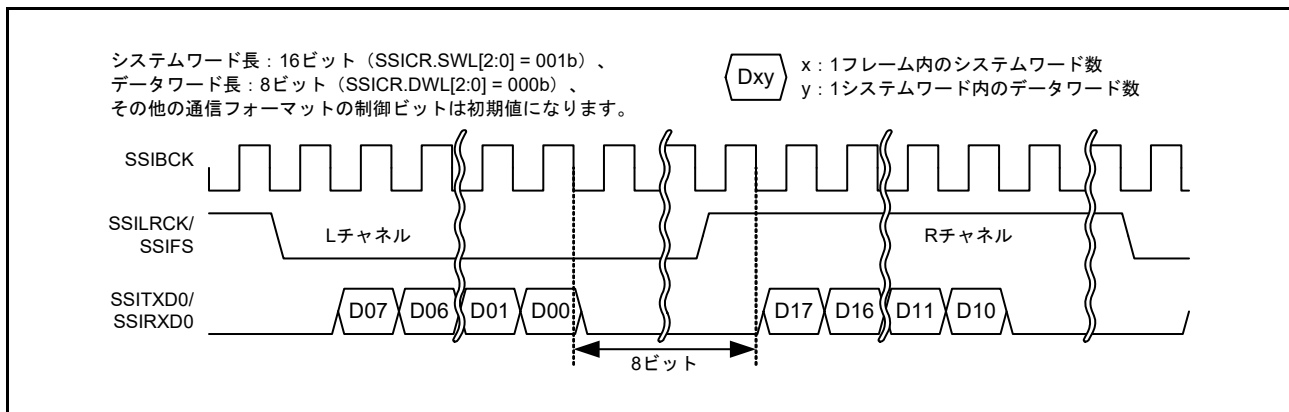 システムワード長：16ビット（SSICR.SWL[2:0] = 001b）、
データワード長：8ビット（SSICR.DWL[2:0] = 000b）、
その他の通信フォーマットの制御ビットは初期値になります。
Dxy
x：1フレーム内のシステムワード数
y：1システムワード内のデータワード数
SSIBCK
SSILRCK/
SSIFS
Lチャネル
Rチャネル
SSITXD0/
SSIRXD0
D07 D06 D01 D00 D17 D16 D11 D10
8ビット